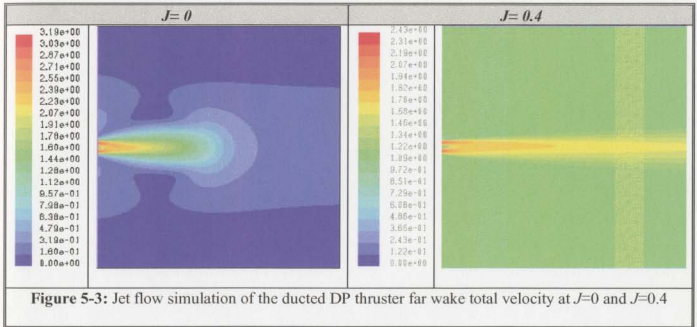 J= 0
J= 0.4
3.19e+00
3.03e+00
2.87e+00
2.71e+00
2.55e+00
2.39e+00
2.23e+00
2.07e+00
1.91e+00
1.76e+00
1.60e+00
1.44e+00
1.28e+00
1.12e+00
9.57e-01
7.98e-01
6.38e-01
4.79e-01
3.19e-01
1.60e-01
0.00e+00
2.43e+00
2.31e+00
2.19e+00
2.07e+00
1.94e+00
1.82e+00
1.70e+00
1.58e+00
1.46e+00
1.34e+00
1.22e+00
1.09e+00
9.72e-01
8.51e-01
7.29e-01
6.08e-01
4.86e-01
3.65e-01
2.43e-01
1.22e-01
0.00e+00
Figure 5-3: Jet flow simulation of the ducted DP thruster far wake total velocity at J=0 and J=0.4